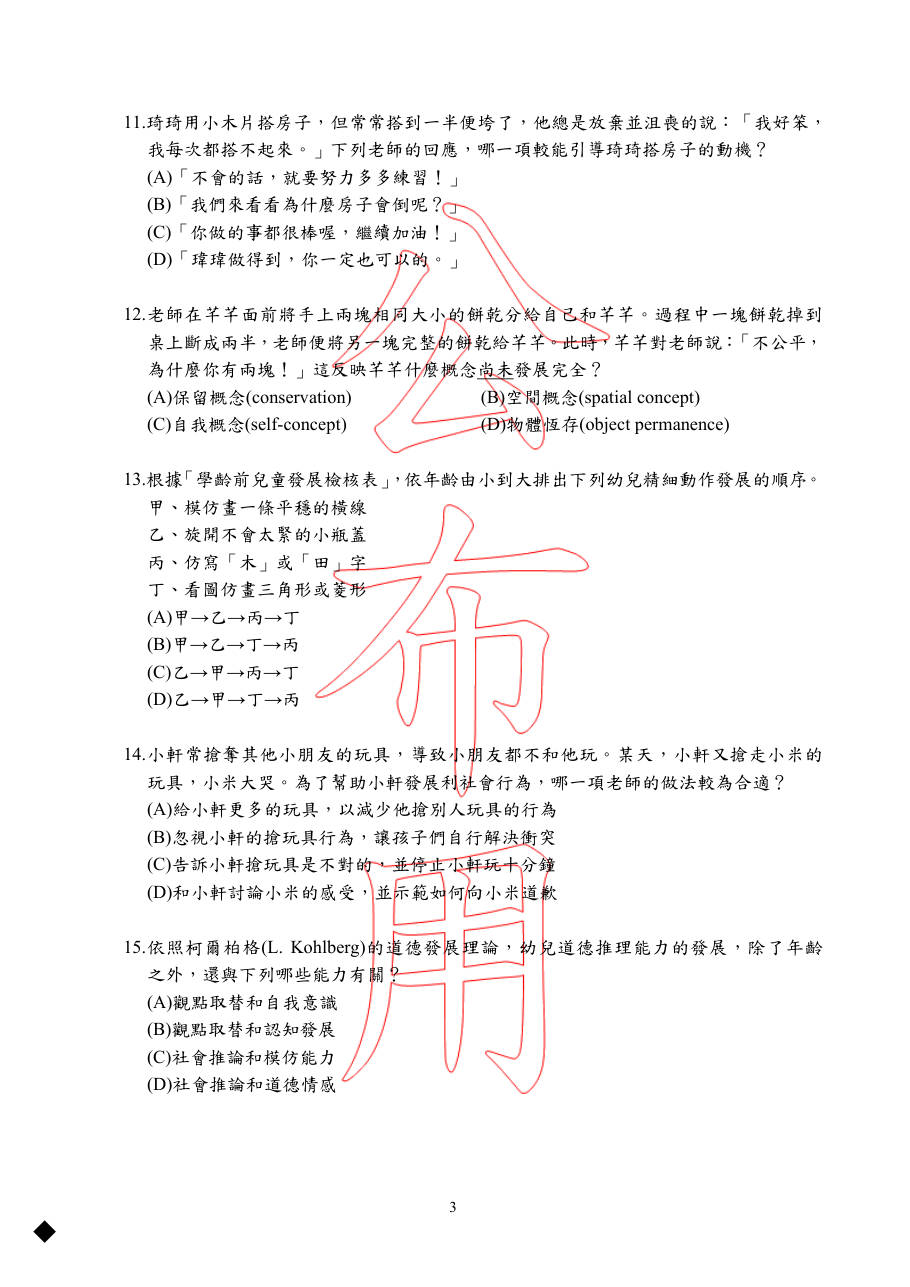 11.琦琦用小木片搭房子，但常常搭到一半便垮了，他總是放棄並沮喪的說：「我好笨，
我每次都搭不起來。」下列老師的回應，哪一項較能引導琦琦搭房子的動機？
(A)「不會的話，就要努力多多練習！」
(B)「我們來看看為什麼房子會倒呢？」
(C)「你做的事都很棒喔，繼續加油！」
(D)「瑋瑋做得到，你一定也可以的。」
12.老師在芊芊面前將手上兩塊相同大小的餅乾分給自己和芊芊。過程中一塊餅乾掉到
桌上斷成兩半，老師便將另一塊完整的餅乾給芊芊。此時，芊芊對老師說：「不公平，
為什麼你有兩塊！」這反映芊芊什麼概念尚未發展完全？
(A)保留概念(conservation) (B)空間概念(spatial concept)
(C)自我概念(self-concept) (D)物體恆存(object permanence)
13.根據「學齡前兒童發展檢核表」，依年齡由小到大排出下列幼兒精細動作發展的順序。
甲、模仿畫一條平穩的橫線
乙、旋開不會太緊的小瓶蓋
丙、仿寫「木」或「田」字
丁、看圖仿畫三角形或菱形
(A)甲→乙→丙→丁
(B)甲→乙→丁→丙
(C)乙→甲→丙→丁
(D)乙→甲→丁→丙
14.小軒常搶奪其他小朋友的玩具，導致小朋友都不和他玩。某天，小軒又搶走小米的
玩具，小米大哭。為了幫助小軒發展利社會行為，哪一項老師的做法較為合適？
(A)給小軒更多的玩具，以減少他搶別人玩具的行為
(B)忽視小軒的搶玩具行為，讓孩子們自行解決衝突
(C)告訴小軒搶玩具是不對的，並停止小軒玩十分鐘
(D)和小軒討論小米的感受，並示範如何向小米道歉
15.依照柯爾柏格(L. Kohlberg)的道德發展理論，幼兒道德推理能力的發展，除了年齡
之外，還與下列哪些能力有關？
(A)觀點取替和自我意識
(B)觀點取替和認知發展
(C)社會推論和模仿能力
(D)社會推論和道德情感
公布用
3